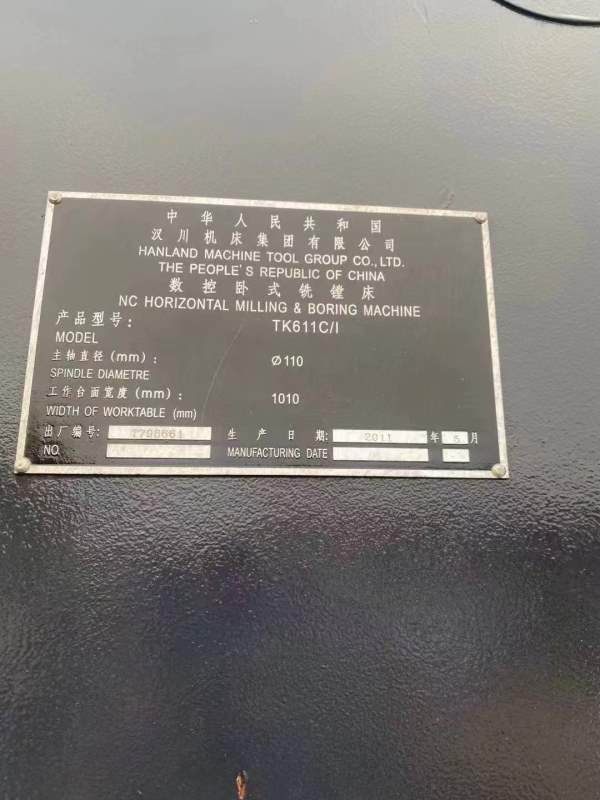 中华人民共和国
汉川机床集团有限公司
HANLAND MACHINE TOOL GROUP CO.,LTD.
THE PEOPLE'S REPUBLIC OF CHINA
数控卧式铣镗床
NC HORIZONTAL MILLING & BORING MACHINE
产品型号: TK611C/I
MODEL
主轴直径(mm): Ø110
SPINDLE DIAMETRE
工作台面宽度(mm): 1010
WIDTH OF WORKTABLE (mm)
出厂编号: 生产日期: 2011 年 5 月
NO. MANUFACTURING DATE